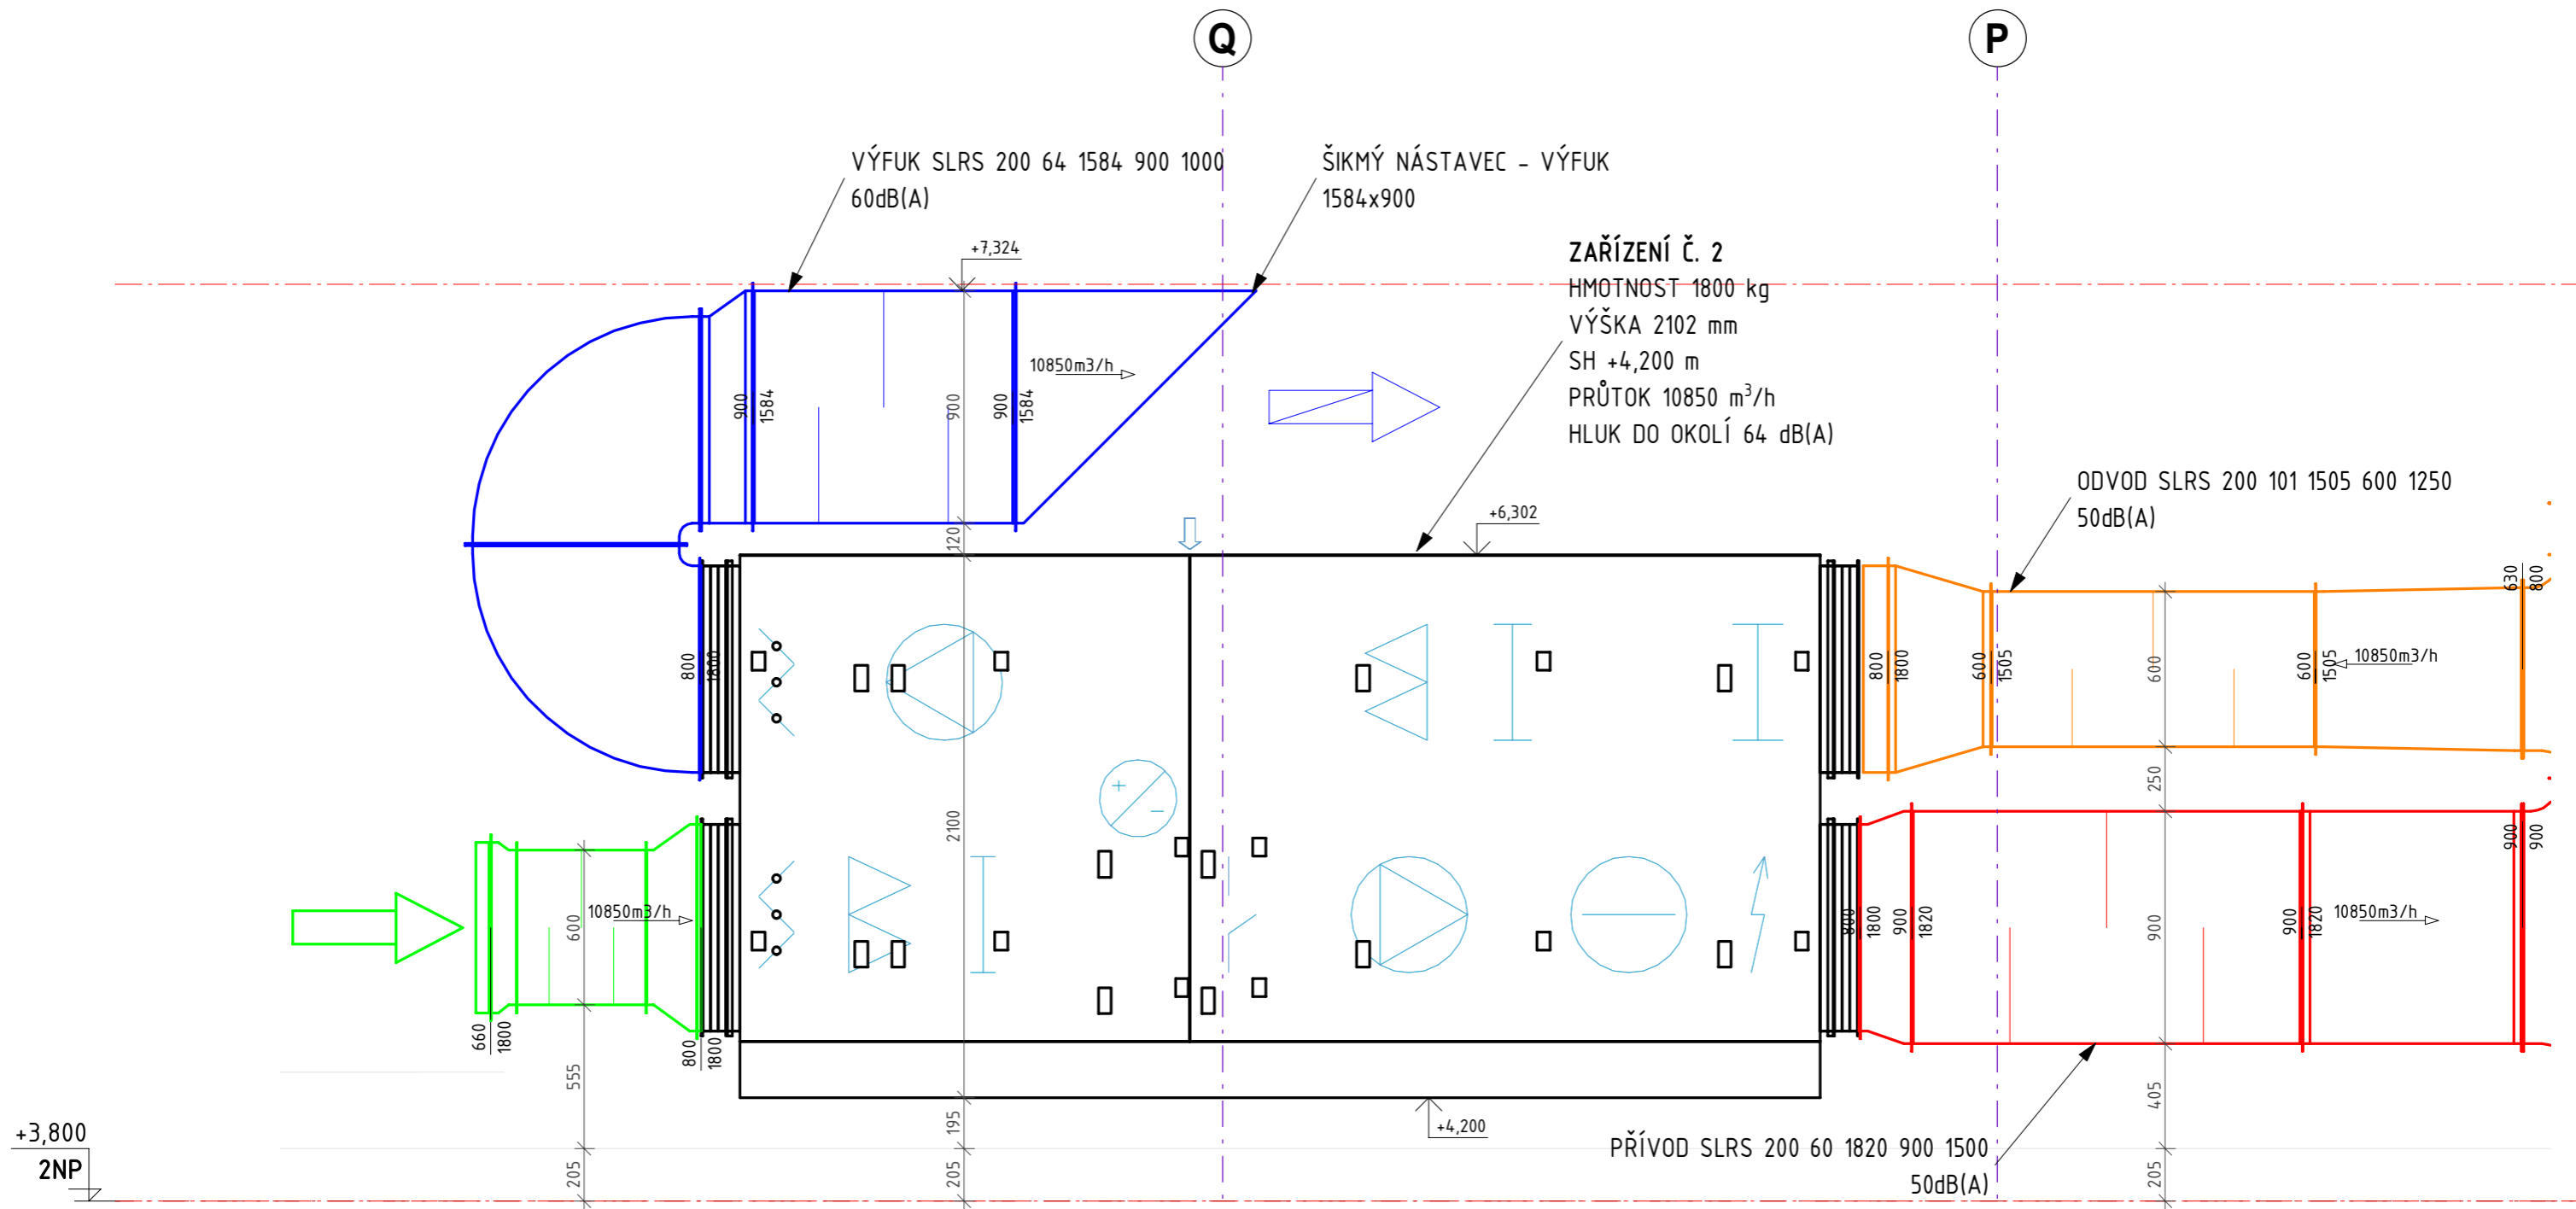 Q
P
VÝFUK SLRS 200 64 1584 900 1000
60dB(A)
ŠIKMÝ NÁSTAVEC - VÝFUK
1584x900
ZAŘÍZENÍ Č. 2
HMOTNOST 1800 kg
VÝŠKA 2102 mm
SH +4,200 m
PRŮTOK 10850 m³/h
HLUK DO OKOLÍ 64 dB(A)
+7,324
10850m3/h
900
1584
900
900
1584
120
+6,302
ODVOD SLRS 200 101 1505 600 1250
50dB(A)
630
800
800
1800
800
1800
600
1505
600
600
1505
10850m3/h
250
2100
+
-
600
10850m3/h
660
1800
800
1800
800
1800
900
1820
900
900
1820
10850m3/h
900
900
555
195
405
+4,200
+3,800
2NP
205
205
205
PŘÍVOD SLRS 200 60 1820 900 1500
50dB(A)